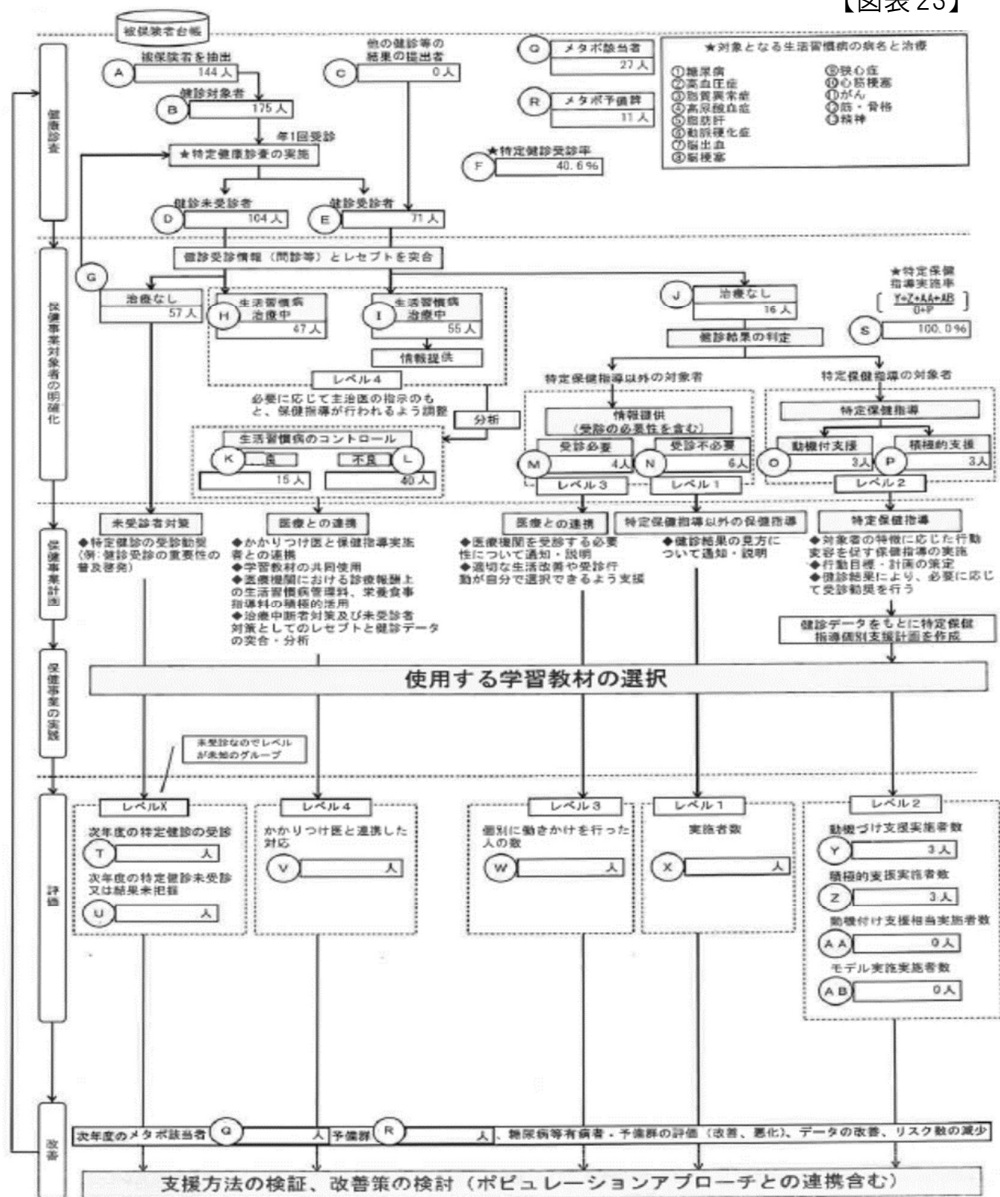 【図表23】
被保険者台帳
健康診査
被保険者を抽出
A
144人
他の健診等の
結果の提出者
C
0人
Q
メタボ該当者
27人
R
メタボ予備群
11人
★特定健診受診率
F
40.6%
★対象となる生活習慣病の病名と治療
①糖尿病
②高血圧症
③脂質異常症
④高尿酸血症
⑤脂肪肝
⑥動脈硬化症
⑦脳出血
⑧脳梗塞
⑨狭心症
⑩心筋梗塞
⑪がん
⑫筋・骨格
⑬精神
健診対象者
B
175人
年1回受診
★特定健康診査の実施
健診未受診者
D
104人
健診受診者
E
71人
保健事業対象者の明確化
健診受診情報(問診等)とレセプトを突合
G
治療なし
57人
生活習慣病
治療中
H
47人
生活習慣病
治療中
I
55人
情報提供
レベル4
J
治療なし
16人
健診結果の判定
★特定保健
指導実施率
Y+Z+AA+AB
O+P
S
100.0%
必要に応じて主治医の指示のも
と、保健指導が行われるよう調整
分析
生活習慣病のコントロール
K
良
15人
不良
L
40人
特定保健指導以外の対象者
情報提供
(受診の必要性を含む)
受診必要
M
4人
受診不必要
N
6人
レベル3
レベル1
特定保健指導の対象者
特定保健指導
動機付支援
O
3人
積極的支援
P
3人
レベル2
保健事業計画
未受診者対策
◆特定健診の受診勧奨
(例:健診受診の重要性の
普及啓発)
医療との連携
◆かかりつけ医と保健指導実施
者との連携
◆学習教材の共同使用
◆医療機関における診療報酬上
の生活習慣病管理料、栄養食事
指導料の積極的活用
◆治療中断者対策及び未受診者
対策としてのレセプトと健診データ
の突合・分析
医療との連携
◆医療機関を受診する必要
性について通知・説明
◆適切な生活改善や受診行
動が自分で選択できるよう支援
特定保健指導以外の保健指導
◆健診結果の見方に
ついて通知・説明
特定保健指導
◆対象者の特徴に応じた行動
変容を促す保健指導の実施
◆行動目標・計画の策定
◆健診結果により、必要に応じ
て受診勧奨を行う
健診データをもとに特定保健
指導個別支援計画を作成
保健事業の実践
使用する学習教材の選択
未受診なのでレベル
が未知のグループ
評価
レベルX
次年度の特定健診の受診
T
人
次年度の特定健診未受診
又は結果未把握
U
人
レベル4
かかりつけ医と連携した
対応
V
人
レベル3
個別に働きかけを行った
人の数
W
人
レベル1
実施者数
X
人
レベル2
動機づけ支援実施者数
Y
3人
積極的支援実施者数
Z
3人
動機付け支援相当実施者数
AA
0人
モデル実施実施者数
AB
0人
改善
次年度のメタボ該当者 Q 人 予備群 R 人、糖尿病等有病者・予備群の評価(改善、悪化)、データの改善、リスク数の減少
支援方法の検証、改善策の検討(ポピュレーションアプローチとの連携含む)